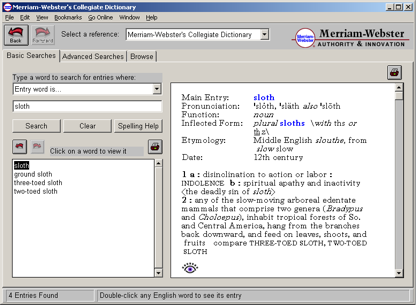 Merriam-Webster's Collegiate Dictionary
File Edit View Bookmarks Go Online Window Help
Back
Forward
Select a reference: Merriam-Webster's Collegiate Dictionary
Merriam-Webster
AUTHORITY & INNOVATION
Basic Searches Advanced Searches Browse
Type a word to search for entries where:
Entry word is...
sloth
Search Clear Spelling Help
Click on a word to view it
sloth
ground sloth
three-toed sloth
two-toed sloth
Main Entry: sloth
Pronunciation: 'slóth, 'släth also 'slōth
Function: noun
Inflected Form: plural sloths \with ths or
Etymology: Middle English slouthe, from
slow slow
Date: 12th century
1 a : disinclination to action or labor :
INDOLENCE b : spiritual apathy and inactivity
<the deadly sin of sloth>
2 : any of the slow-moving arboreal edentate
mammals that comprise two genera (Bradypus
and Choloepus), inhabit tropical forests of So.
and Central America, hang from the branches
back downward, and feed on leaves, shoots, and
fruits compare THREE-TOED SLOTH, TWO-TOED
SLOTH
4 Entries Found
Double-click any English word to see its entry